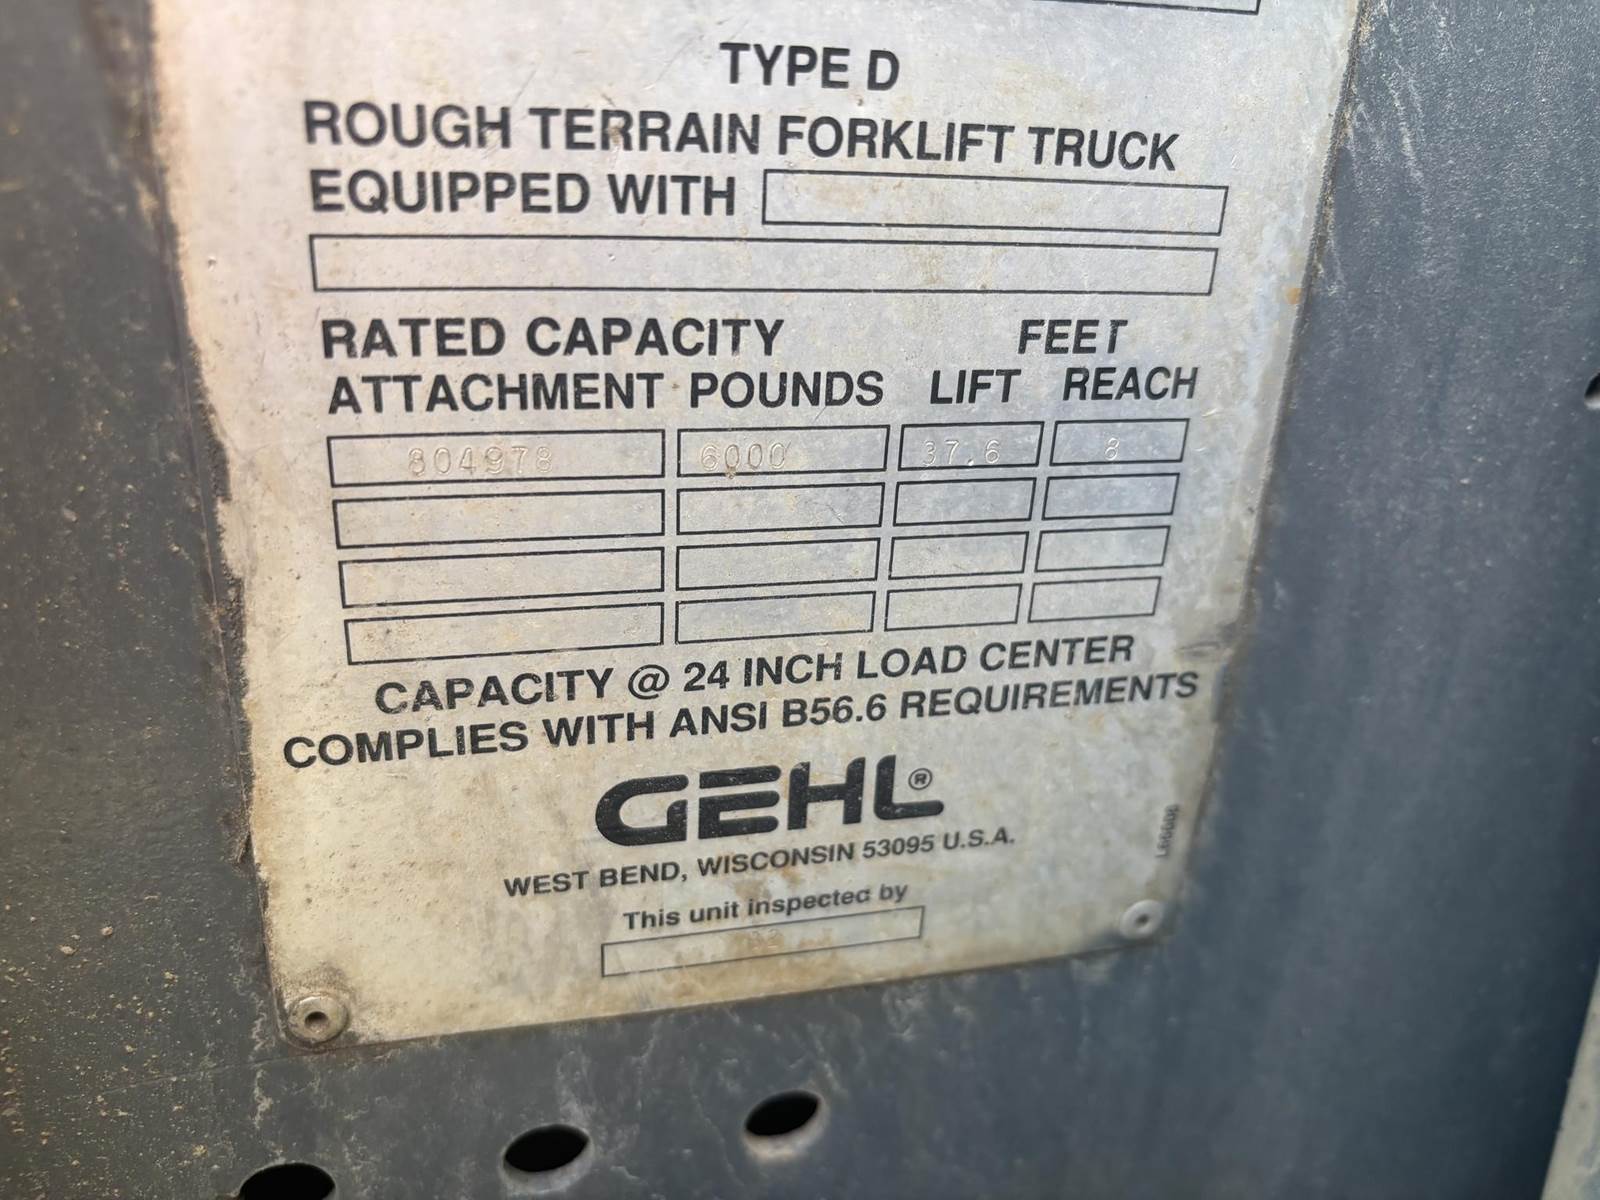 TYPE D
ROUGH TERRAIN FORKLIFT TRUCK
EQUIPPED WITH
RATED CAPACITY FEET
ATTACHMENT POUNDS LIFT REACH
804978 6000 37.6 8
CAPACITY @ 24 INCH LOAD CENTER
COMPLIES WITH ANSI B56.6 REQUIREMENTS
GEHL®
WEST BEND, WISCONSIN 53095 U.S.A.
This unit inspected by